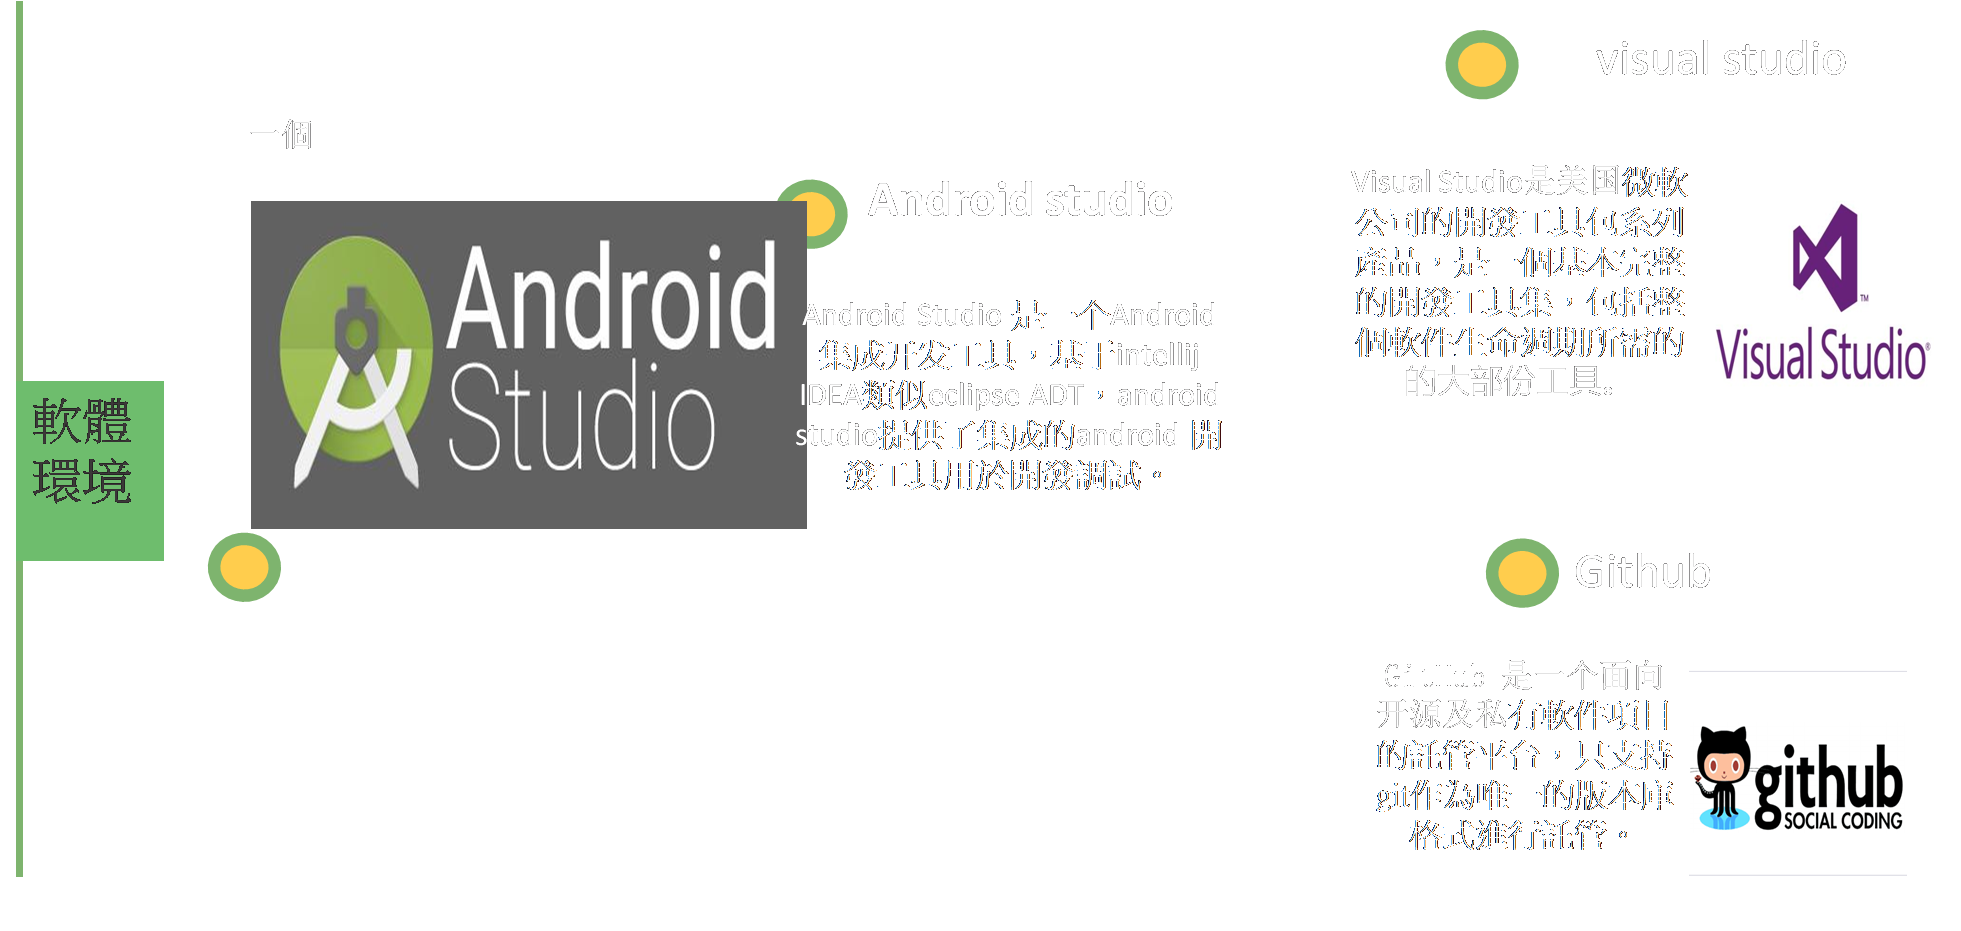 軟體
環境
一個
Android
Studio
Android studio
Android Studio 是一个Android
集成开发工具，基于intellij
IDEA類似eclipse ADT，android
studio提供了集成的android 開
發工具用於開發調試。
visual studio
Visual Studio是美国微軟
公司的開發工具包系列
產品，是一個基本完整
的開發工具集，包括整
個軟件生命週期所需的
的大部份工具。
Visual Studio®
Github
GitHub 是一个面向
开源及私有軟件項目
的託管平台，只支持
git作為唯一的版本庫
格式進行託管。
github
SOCIAL CODING